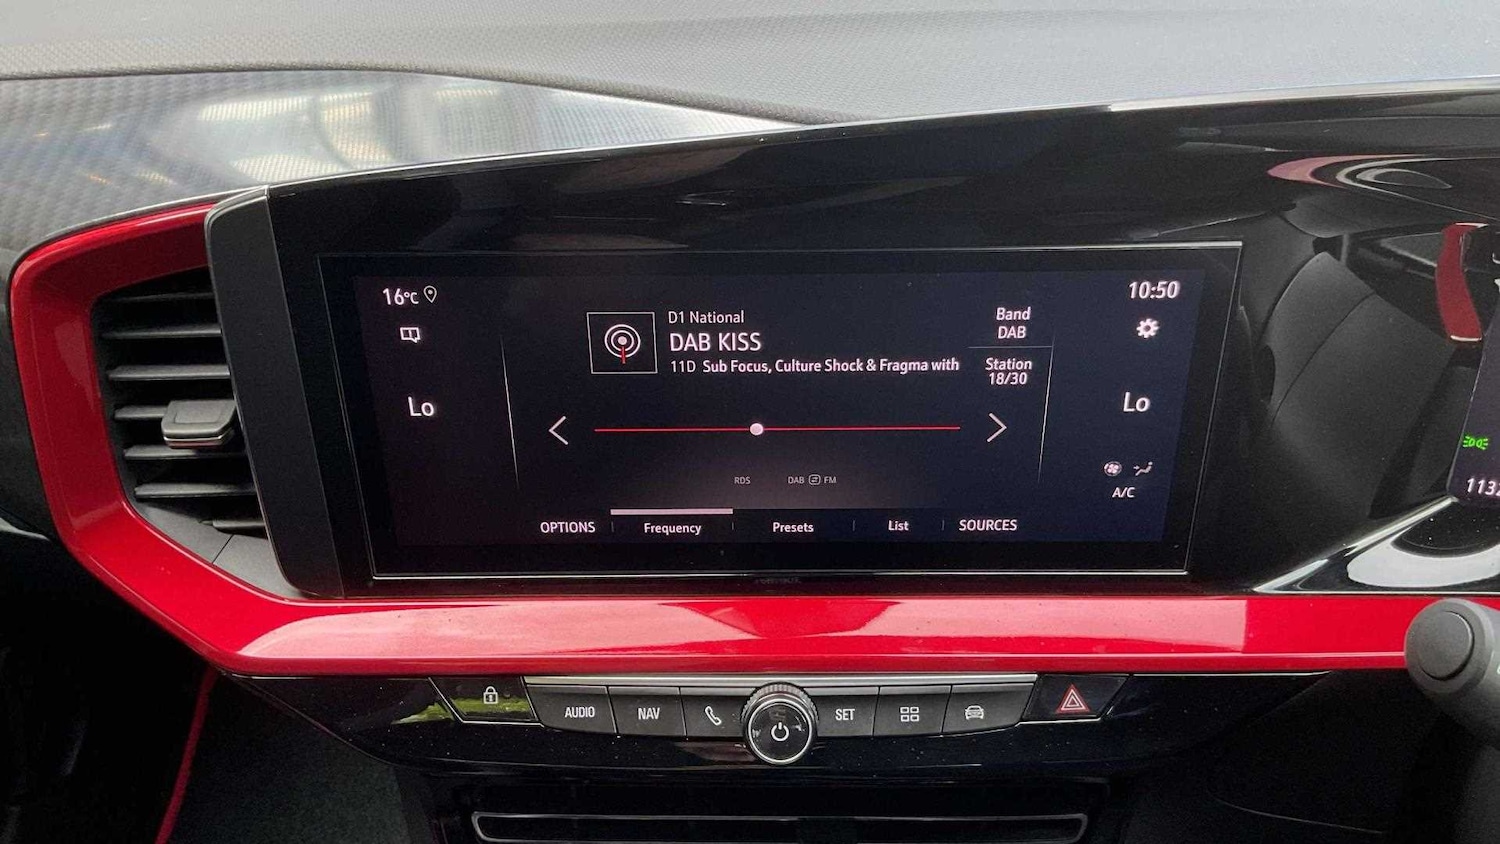 16°C
10:50
D1 National
DAB KISS
11D Sub Focus, Culture Shock & Fragma with
Band
DAB
Station
18/30
Lo
Lo
RDS
DAB FM
A/C
OPTIONS
Frequency
Presets
List
SOURCES
AUDIO
NAV
SET